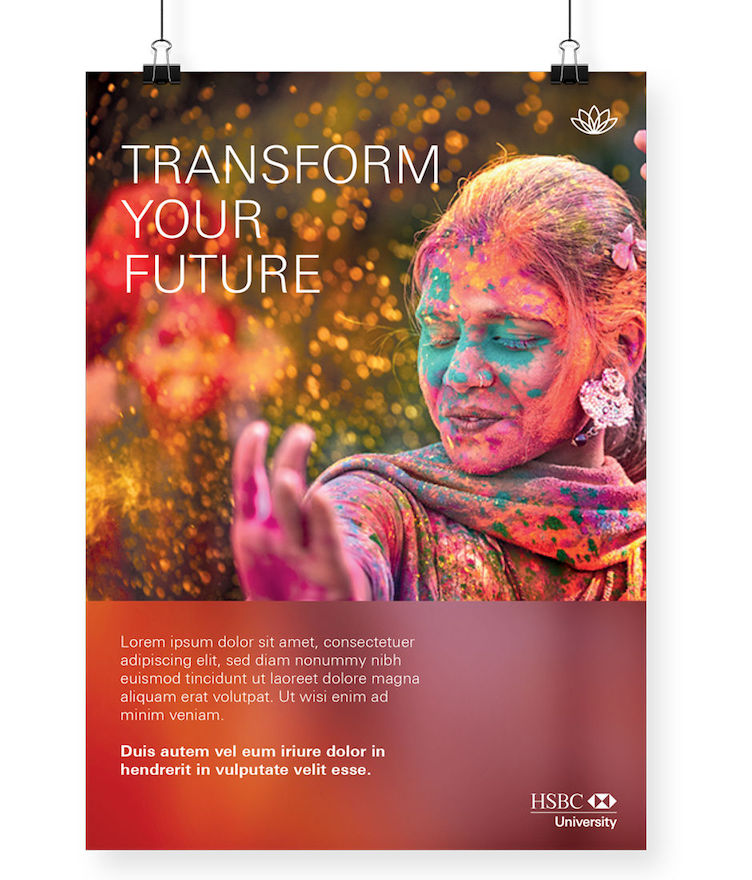 TRANSFORM
YOUR
FUTURE
Lorem ipsum dolor sit amet, consectetuer
adipiscing elit, sed diam nonummy nibh
euismod tincidunt ut laoreet dolore magna
aliquam erat volutpat. Ut wisi enim ad
minim veniam.
Duis autem vel eum iriure dolor in
hendrerit in vulputate velit esse.
HSBC
University